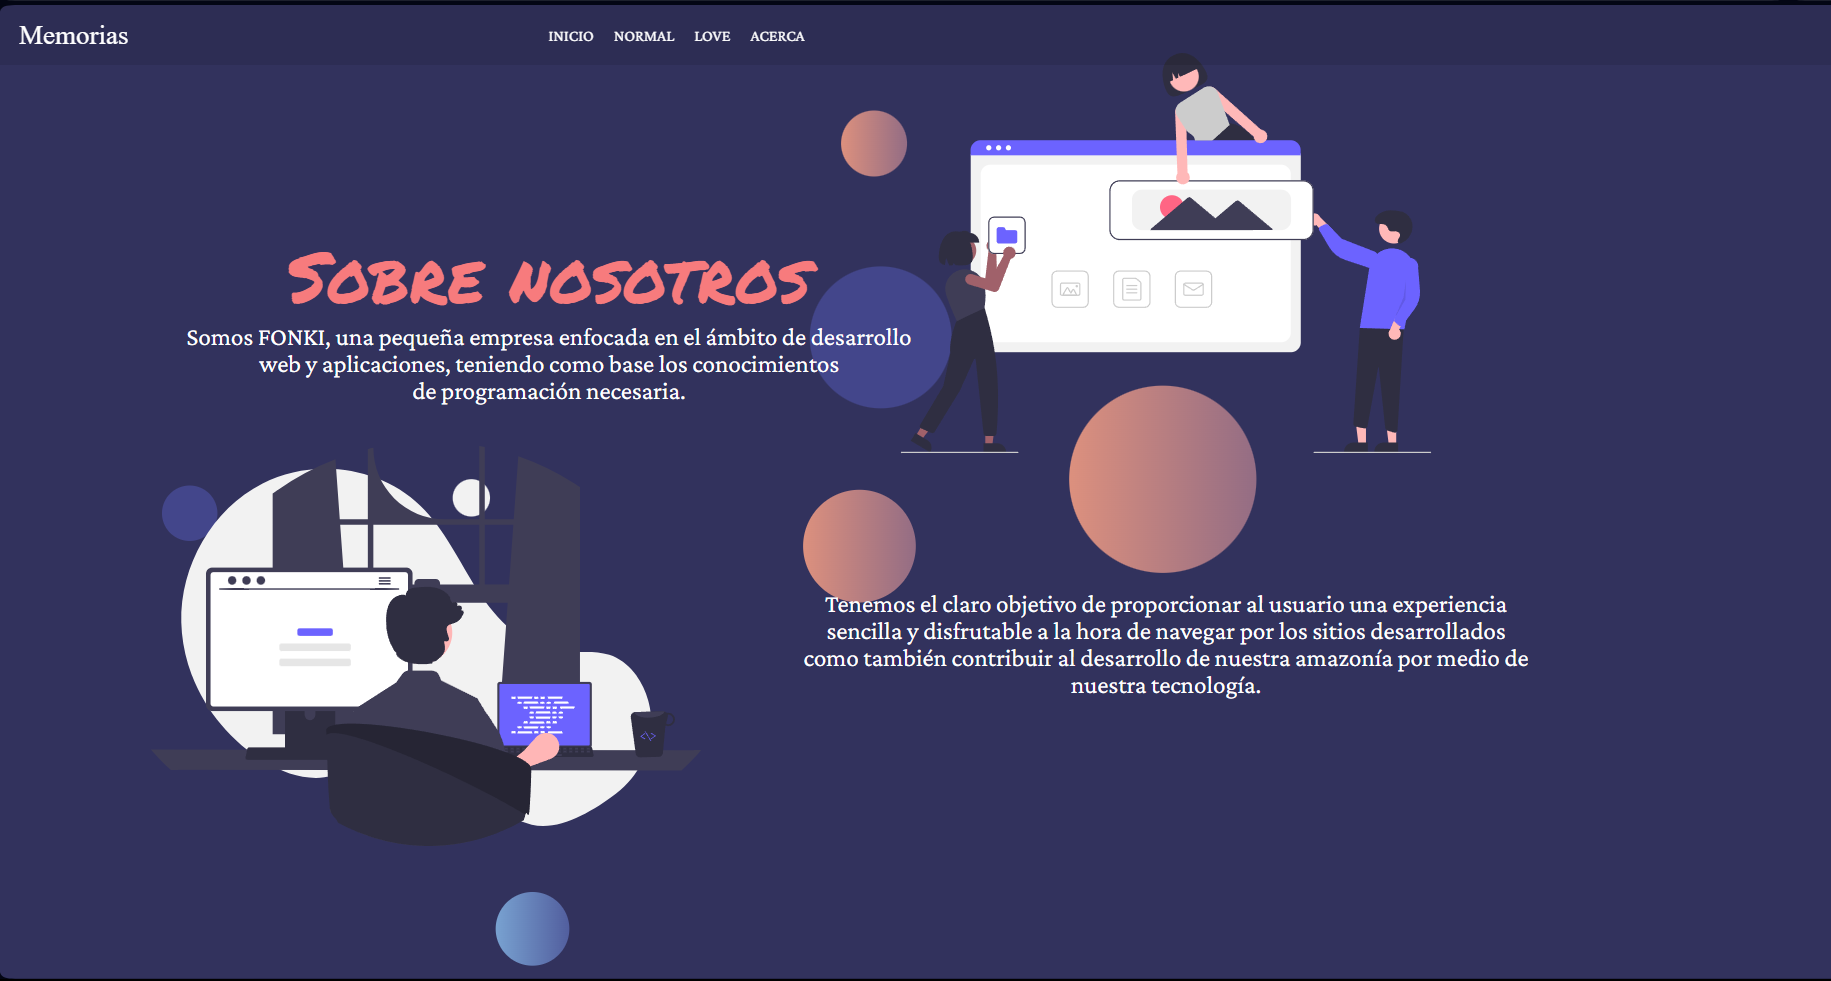 Memorias
INICIO NORMAL LOVE ACERCA
SOBRE NOSOTROS
Somos FONKI, una pequeña empresa enfocada en el ámbito de desarrollo
web y aplicaciones, teniendo como base los conocimientos
de programación necesaria.
Tenemos el claro objetivo de proporcionar al usuario una experiencia
sencilla y disfrutable a la hora de navegar por los sitios desarrollados
como también contribuir al desarrollo de nuestra amazonía por medio de
nuestra tecnología.